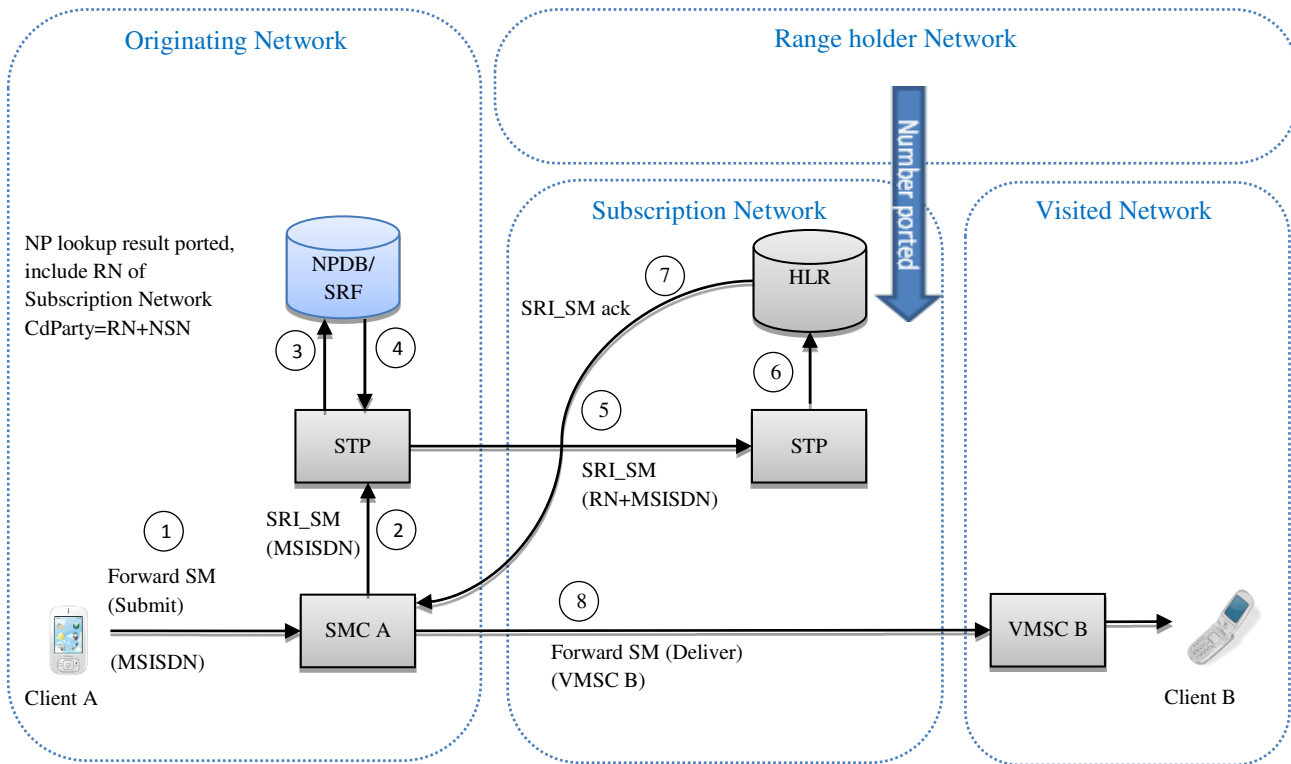 Originating Network
Range holder Network
Number ported
Subscription Network
Visited Network
NP lookup result ported,
include RN of
Subscription Network
CdParty=RN+NSN
NPDB/
SRF
HLR
7
SRI_SM ack
3
4
6
5
STP
STP
SRI_SM
(RN+MSISDN)
SRI_SM
(MSISDN)
2
1
Forward SM
(Submit)
(MSISDN)
Client A
SMC A
8
Forward SM (Deliver)
(VMSC B)
VMSC B
Client B